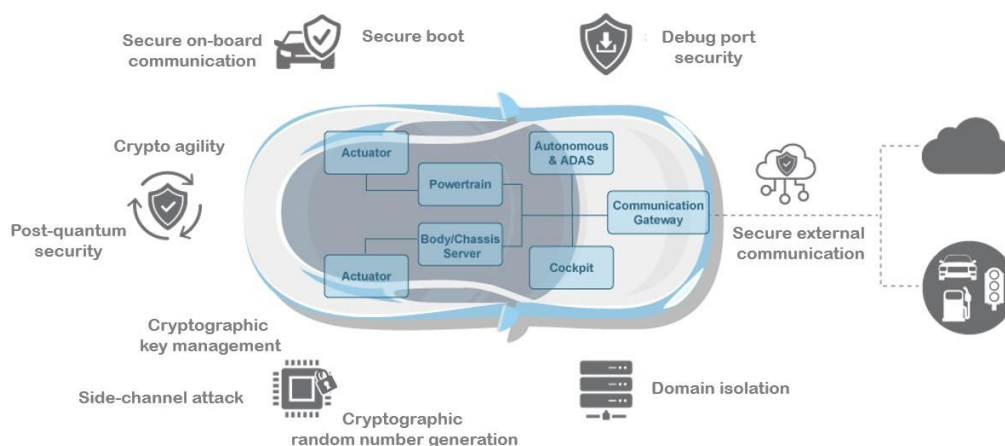 Secure on-board
communication
Secure boot
Debug port
security
Crypto agility
Post-quantum
security
Actuator
Powertrain
Autonomous
& ADAS
Communication
Gateway
Body/Chassis
Server
Actuator
Cockpit
Secure external
communication
Cryptographic
key management
Side-channel attack
Cryptographic
random number generation
Domain isolation